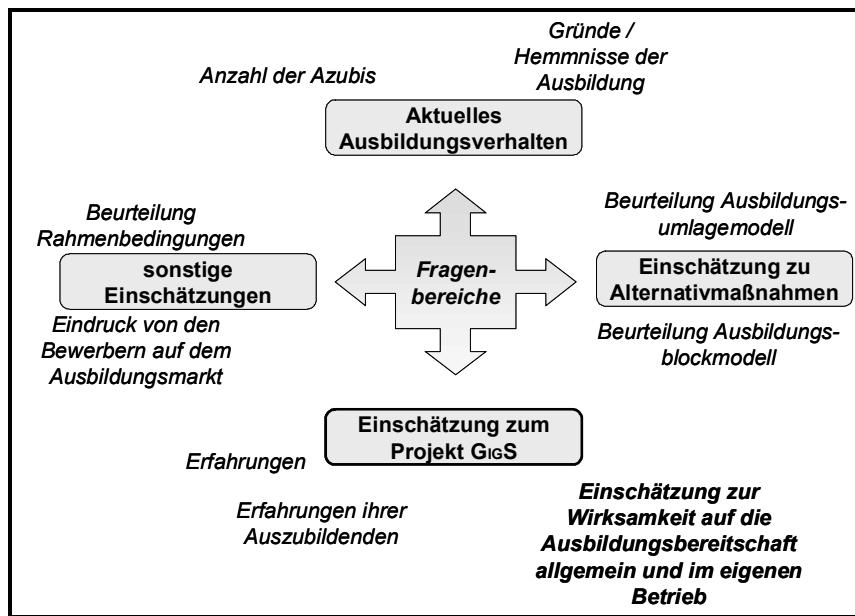 Gründe /
Hemmnisse der
Ausbildung
Anzahl der Azubis
Aktuelles
Ausbildungsverhalten
Beurteilung
Rahmenbedingungen
sonstige
Einschätzungen
Eindruck von den
Bewerbern auf dem
Ausbildungsmarkt
Fragen-
bereiche
Beurteilung Ausbildungs-
umlagemodell
Einschätzung zu
Alternativmaßnahmen
Beurteilung Ausbildungs-
blockmodell
Einschätzung zum
Projekt GIGS
Erfahrungen
Erfahrungen ihrer
Auszubildenden
Einschätzung zur
Wirksamkeit auf die
Ausbildungsbereitschaft
allgemein und im eigenen
Betrieb